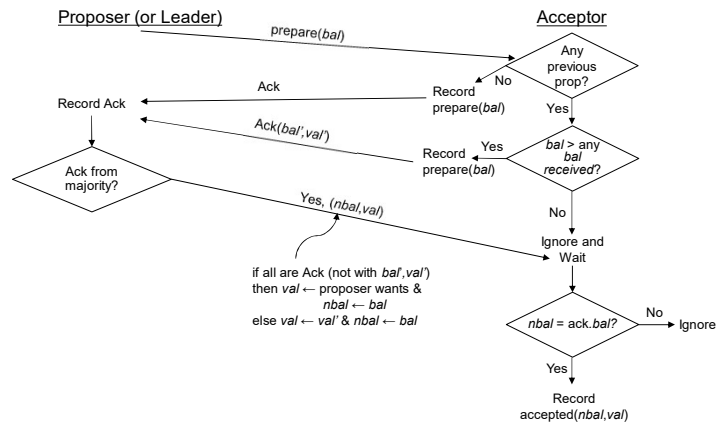 Proposer (or Leader)
Acceptor
prepare(bal)
Any
previous
prop?
No
Ack
Record
prepare(bal)
Record Ack
Yes
Ack(bal',val')
Yes
Record
prepare(bal)
bal > any
bal
received?
Ack from
majority?
Yes, (nbal,val)
No
Ignore and
Wait
if all are Ack (not with bal',val')
then val ← proposer wants &
nbal ← bal
else val ← val' & nbal ← bal
nbal = ack.bal?
No
Ignore
Yes
Record
accepted(nbal,val)